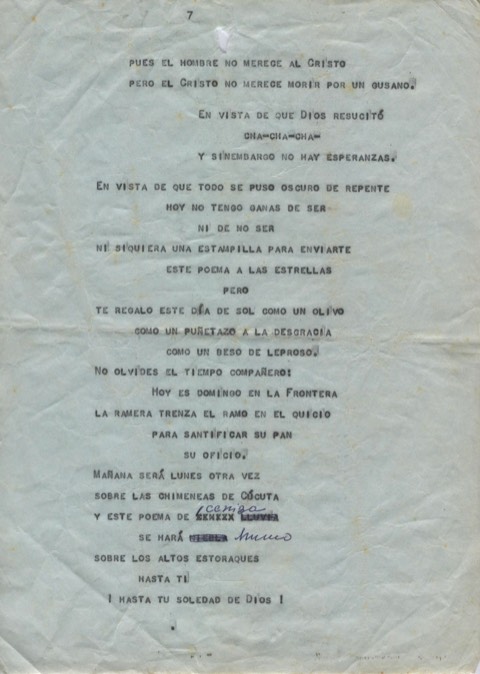 7
PUES EL HOMBRE NO MERECE AL CRISTO
PERO EL CRISTO NO MERECE MORIR POR UN GUSANO.
EN VISTA DE QUE DIOS RESUCITÓ
CHA-CHA-CHA-
Y SINEMBARGO NO HAY ESPERANZAS.
EN VISTA DE QUE TODO SE PUSO OSCURO DE REPENTE
HOY NO TENGO GANAS DE SER
NI DE NO SER
NI SIQUIERA UNA ESTAMPILLA PARA ENVIARTE
ESTE POEMA A LAS ESTRELLAS
PERO
TE REGALO ESTE DÍA DE SOL COMO UN OLIVO
COMO UN PUÑETAZO A LA DESGRACIA
COMO UN BESO DE LEPROSO.
NO OLVIDES EL TIEMPO COMPAÑERO:
HOY ES DOMINGO EN LA FRONTERA
LA RAMERA TRENZA EL RAMO EN EL QUICIO
PARA SANTIFICAR SU PAN
SU OFICIO.
MAÑANA SERÁ LUNES OTRA VEZ
SOBRE LAS CHIMENEAS DE CÚCUTA
ceniza
Y ESTE POEMA DE LLUVIA
SE HARÁ NIEBLA humo
SOBRE LOS ALTOS ESTORAQUES
HASTA TI
¡ HASTA TU SOLEDAD DE DIOS !